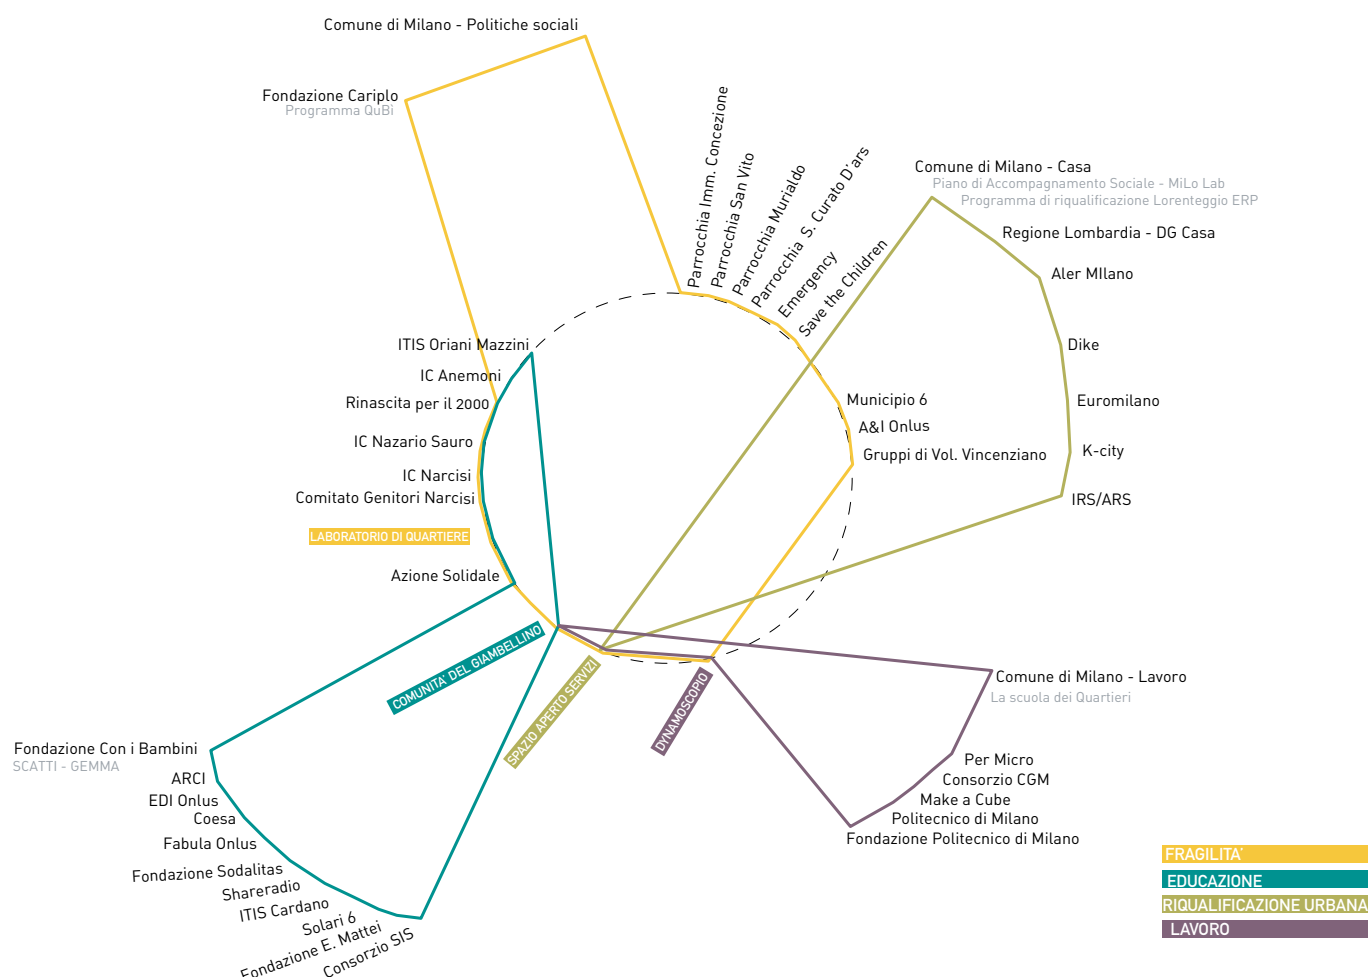 Comune di Milano - Politiche sociali
Fondazione Cariplo
Programma QuBi
Parrocchia Imm. Concezione
Parrocchia San Vito
Parrocchia Murialdo
Parrocchia S. Curato D'ars
Emergency
Save the Children
Comune di Milano - Casa
Piano di Accompagnamento Sociale - MiLo Lab
Programma di riqualificazione Lorenteggio ERP
Regione Lombardia - DG Casa
Aler MIlano
Dike
Euromilano
K-city
IRS/ARS
ITIS Oriani Mazzini
IC Anemoni
Rinascita per il 2000
IC Nazario Sauro
IC Narcisi
Comitato Genitori Narcisi
LABORATORIO DI QUARTIERE
Azione Solidale
Municipio 6
A&I Onlus
Gruppi di Vol. Vincenziano
COMUNITA' DEL GIAMBELLINO
SPAZIO APERTO SERVIZI
DYNAMOSCOPIO
Comune di Milano - Lavoro
La scuola dei Quartieri
Per Micro
Consorzio CGM
Make a Cube
Politecnico di Milano
Fondazione Politecnico di Milano
Fondazione Con i Bambini
SCATTI - GEMMA
ARCI
EDI Onlus
Coesa
Fabula Onlus
Fondazione Sodalitas
Shareradio
ITIS Cardano
Solari 6
Fondazione E. Mattei
Consorzio SIS
FRAGILITA'
EDUCAZIONE
RIQUALIFICAZIONE URBANA
LAVORO